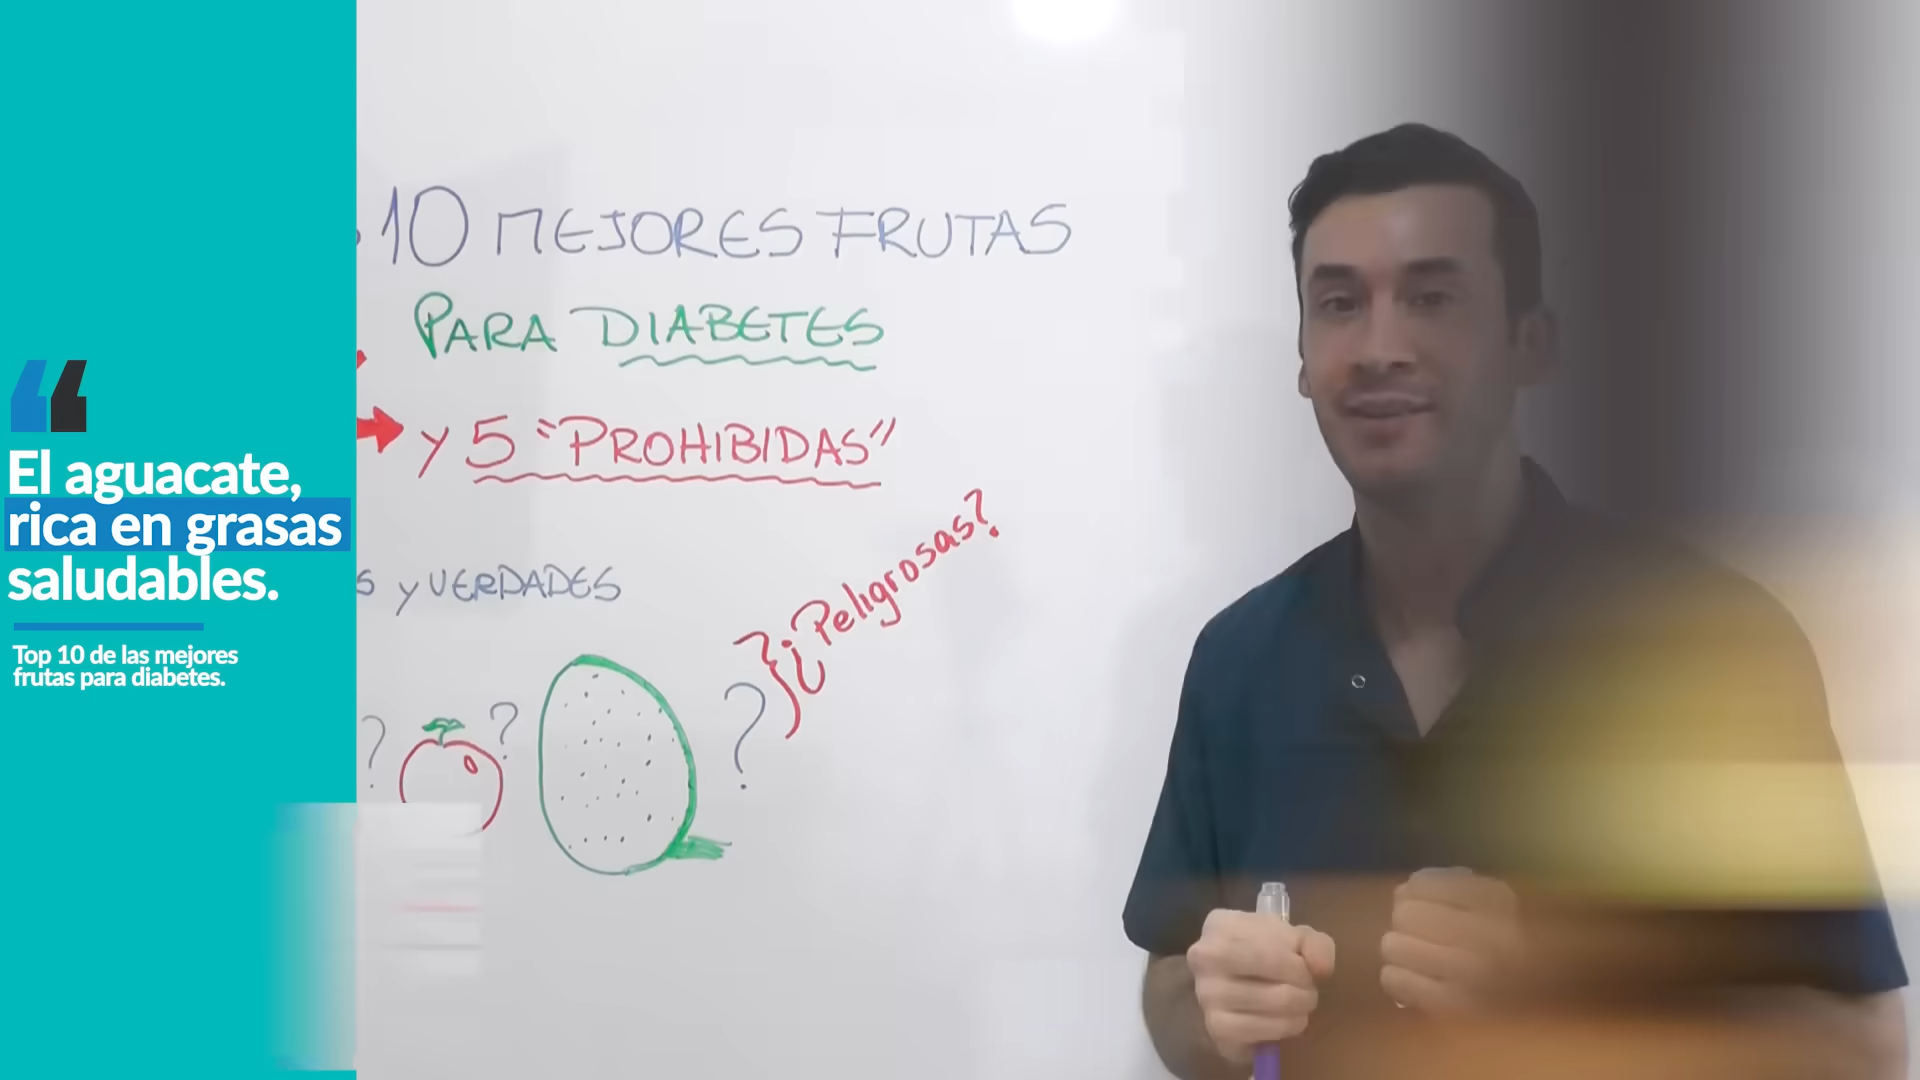 El aguacate,
rica en grasas
saludables.
Top 10 de las mejores
frutas para diabetes.
10 MEJORES FRUTAS
PARA DIABETES
y 5 "PROHIBIDAS"
y VERDADES
¿Peligrosas?
? ? ?